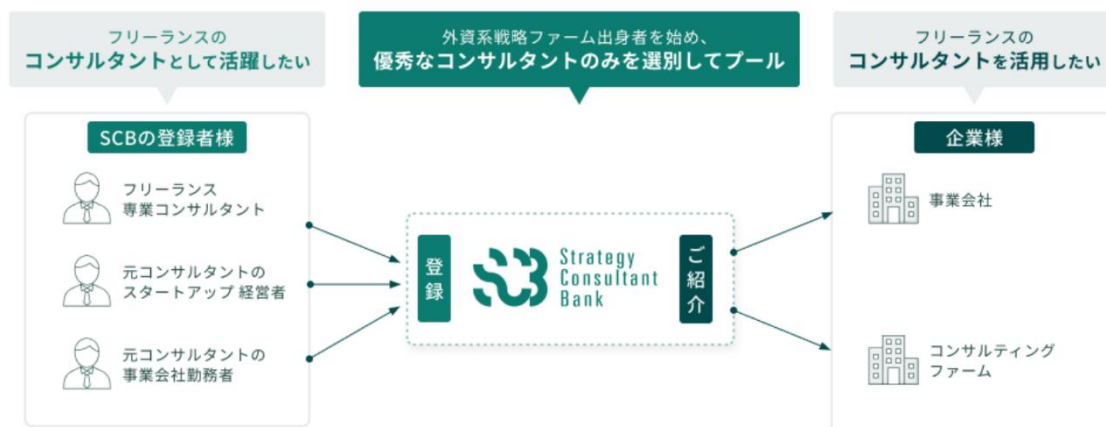 フリーランスの
コンサルタントとして活躍したい
外資系戦略ファーム出身者を始め、
優秀なコンサルタントのみを選別してプール
フリーランスの
コンサルタントを活用したい
SCBの登録者様
フリーランス
専業コンサルタント
元コンサルタントの
スタートアップ 経営者
元コンサルタントの
事業会社勤務者
登録
SCB
Strategy
Consultant
Bank
ご紹介
企業様
事業会社
コンサルティング
ファーム